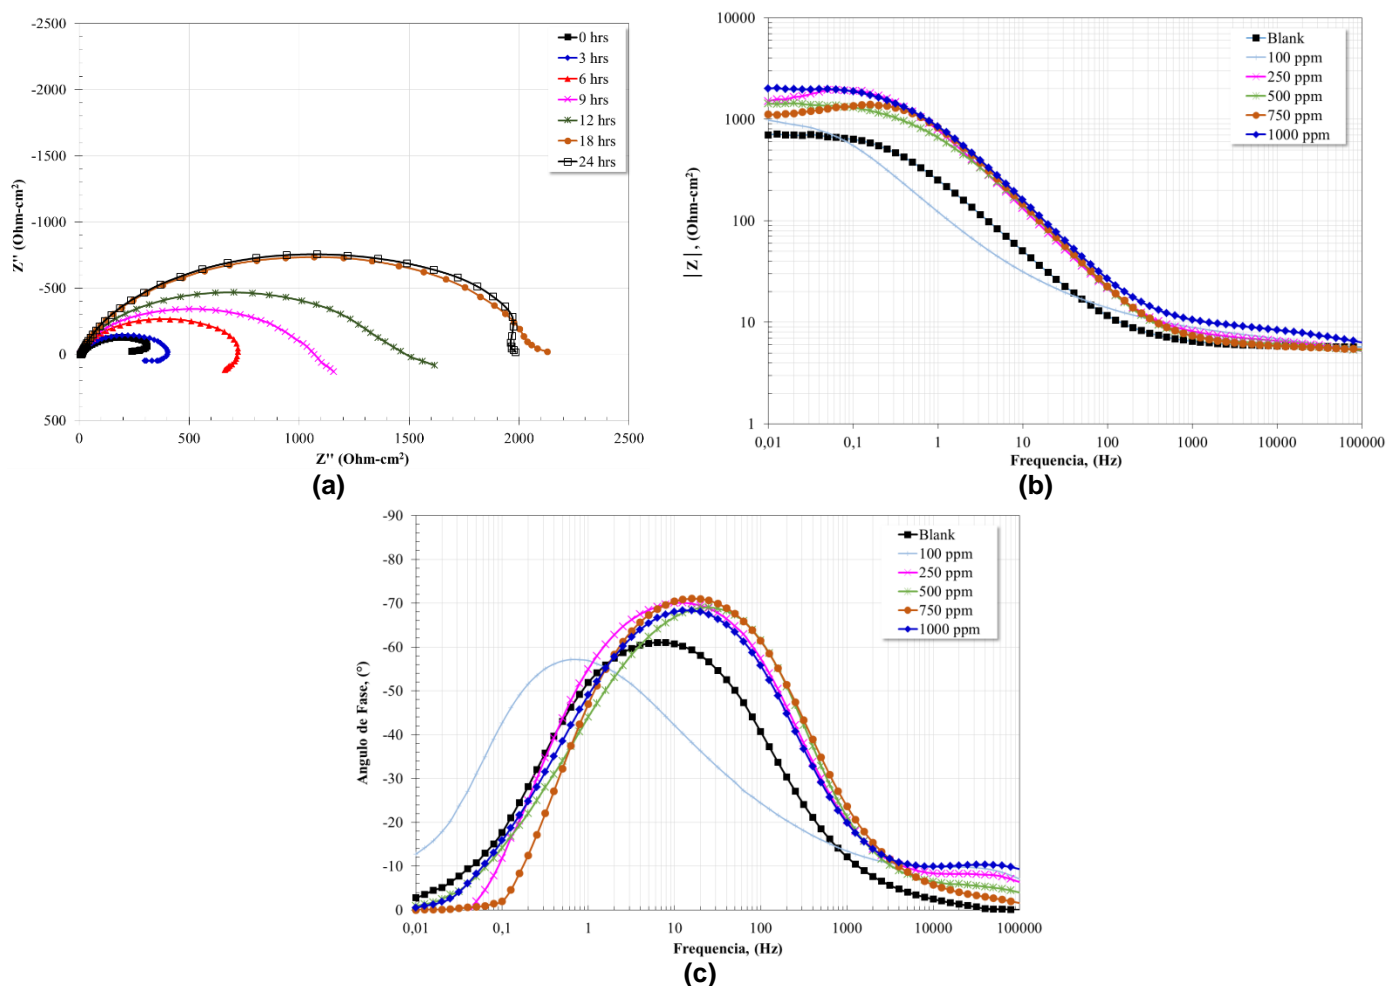 -2500
-2000
-1500
-1000
-500
0
500
Z'' (Ohm-cm²)
0 hrs
3 hrs
6 hrs
9 hrs
12 hrs
18 hrs
24 hrs
0 500 1000 1500 2000 2500
Z'' (Ohm-cm²)
(a)
10000
1000
100
10
1
|Z|, (Ohm-cm²)
Blank
100 ppm
250 ppm
500 ppm
750 ppm
1000 ppm
0,01 0,1 1 10 100 1000 10000 100000
Frequencia, (Hz)
(b)
-90
-80
-70
-60
-50
-40
-30
-20
-10
0
Angulo de Fase, (°)
Blank
100 ppm
250 ppm
500 ppm
750 ppm
1000 ppm
0,01 0,1 1 10 100 1000 10000 100000
Frequencia, (Hz)
(c)